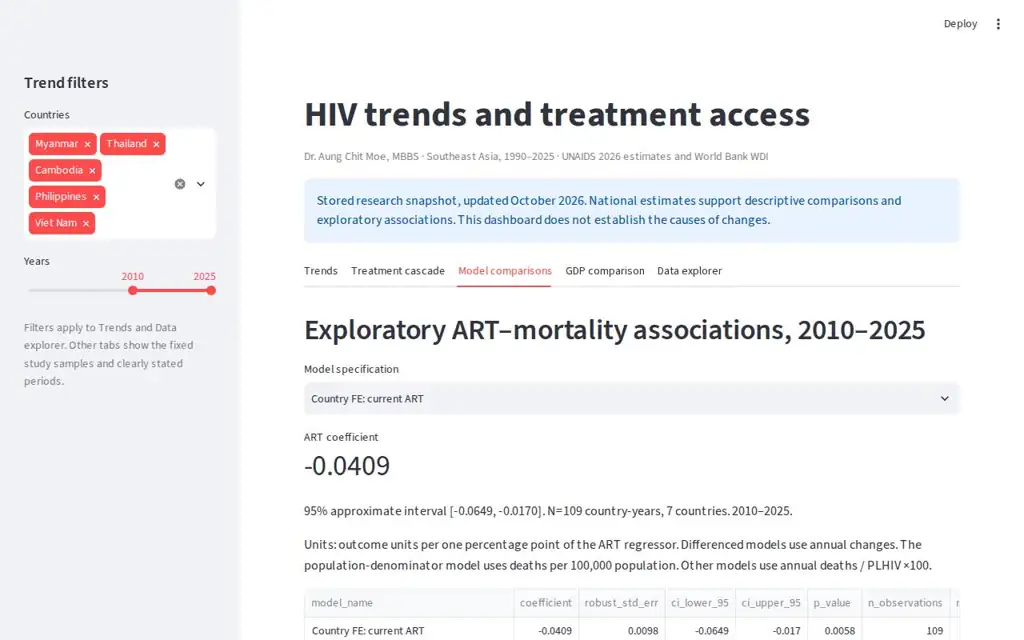 Deploy
Trend filters
Countries
Myanmar × Thailand ×
Cambodia ×
Philippines ×
Viet Nam ×
Years
2010 2025
Filters apply to Trends and Data
explorer. Other tabs show the fixed
study samples and clearly stated
periods.
HIV trends and treatment access
Dr. Aung Chit Moe, MBBS · Southeast Asia, 1990–2025 · UNAIDS 2026 estimates and World Bank WDI
Stored research snapshot, updated October 2026. National estimates support descriptive comparisons and
exploratory associations. This dashboard does not establish the causes of changes.
Trends Treatment cascade Model comparisons GDP comparison Data explorer
Exploratory ART–mortality associations, 2010–2025
Model specification
Country FE: current ART
ART coefficient
-0.0409
95% approximate interval [-0.0649, -0.0170]. N=109 country-years, 7 countries. 2010–2025.
Units: outcome units per one percentage point of the ART regressor. Differenced models use annual changes. The
population-denominator model uses deaths per 100,000 population. Other models use annual deaths / PLHIV ×100.
model_name coefficient robust_std_err ci_lower_95 ci_upper_95 p_value n_observations
Country FE: current ART -0.0409 0.0098 -0.0649 -0.017 0.0058 109